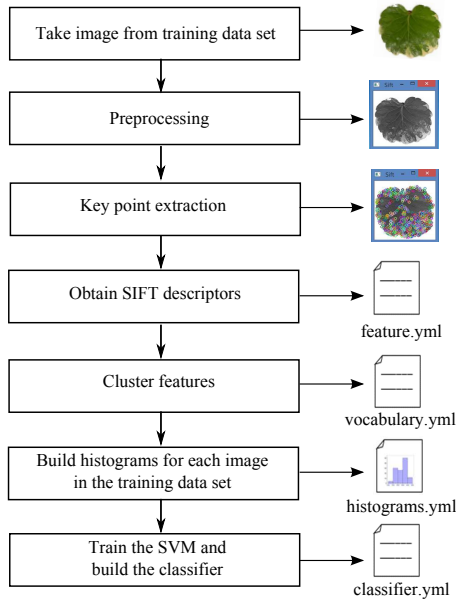 Take image from training data set
Preprocessing
Sift
Key point extraction
Sift
Obtain SIFT descriptors
feature.yml
Cluster features
vocabulary.yml
Build histograms for each image
in the training data set
histograms.yml
Train the SVM and
build the classifier
classifier.yml